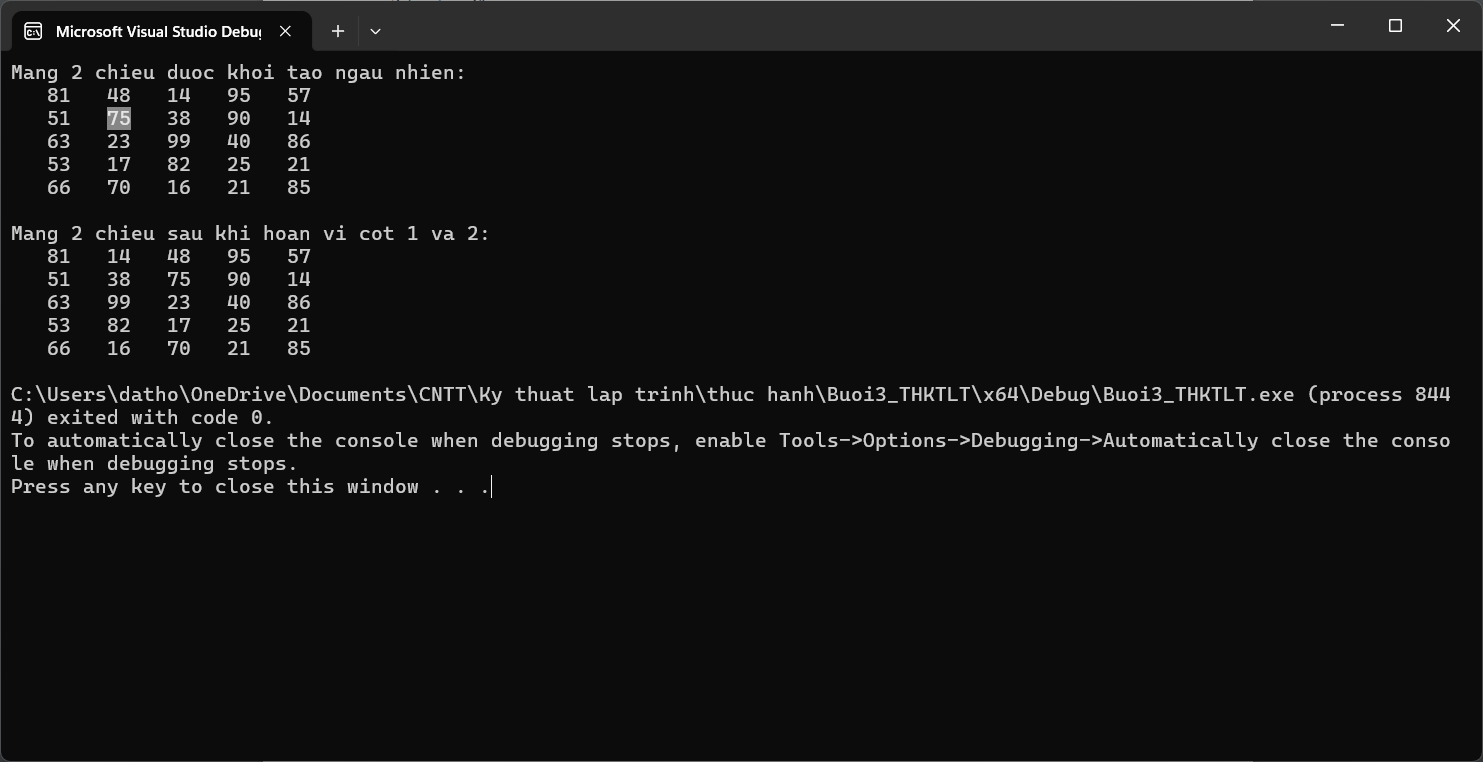 Microsoft Visual Studio Debug
Mang 2 chieu duoc khoi tao ngau nhien:
81 48 14 95 57
51 75 38 90 14
63 23 99 40 86
53 17 82 25 21
66 70 16 21 85
Mang 2 chieu sau khi hoan vi cot 1 va 2:
81 14 48 95 57
51 38 75 90 14
63 99 23 40 86
53 82 17 25 21
66 16 70 21 85
C:\Users\datho\OneDrive\Documents\CNTT\Ky thuat lap trinh\thuc hanh\Buoi3_THKTLT\x64\Debug\Buoi3_THKTLT.exe (process 844
4) exited with code 0.
To automatically close the console when debugging stops, enable Tools->Options->Debugging->Automatically close the conso
le when debugging stops.
Press any key to close this window . . .